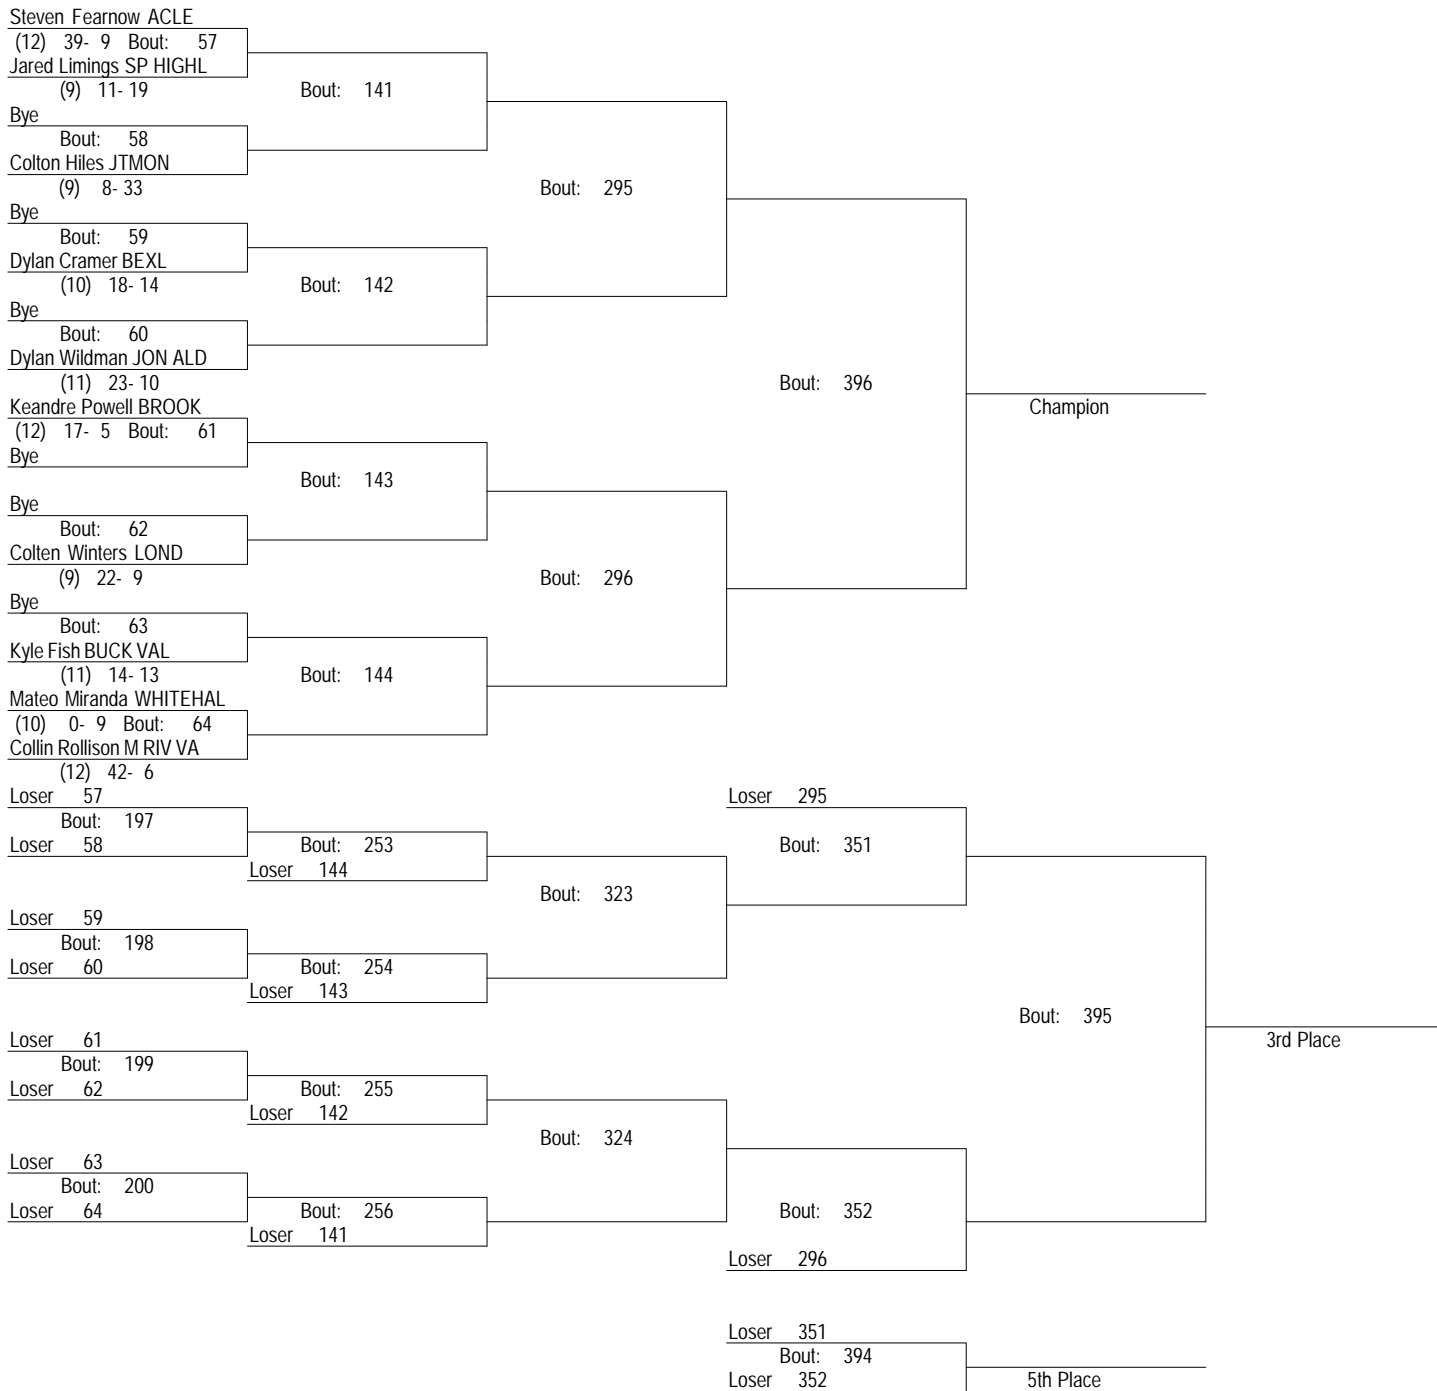 Steven Fearnow ACLE
(12) 39- 9 Bout: 57
Jared Limings SP HIGHL
(9) 11- 19
Bout: 141
Bye
Bout: 58
Colton Hiles JTMON
(9) 8- 33
Bout: 295
Bye
Bout: 59
Dylan Cramer BEXL
(10) 18- 14
Bout: 142
Bye
Bout: 60
Dylan Wildman JON ALD
(11) 23- 10
Bout: 396
Champion
Keandre Powell BROOK
(12) 17- 5 Bout: 61
Bye
Bout: 143
Bye
Bout: 62
Colten Winters LOND
(9) 22- 9
Bout: 296
Bye
Bout: 63
Kyle Fish BUCK VAL
(11) 14- 13
Bout: 144
Mateo Miranda WHITEHAL
(10) 0- 9 Bout: 64
Collin Rollison M RIV VA
(12) 42- 6
Loser 57
Bout: 197
Loser 58
Bout: 253
Loser 144
Bout: 323
Loser 295
Bout: 351
Loser 59
Bout: 198
Loser 60
Bout: 254
Loser 143
Bout: 395
3rd Place
Loser 61
Bout: 199
Loser 62
Bout: 255
Loser 142
Bout: 324
Loser 63
Bout: 200
Loser 64
Bout: 256
Loser 141
Bout: 352
Loser 296
Loser 351
Bout: 394
Loser 352
5th Place